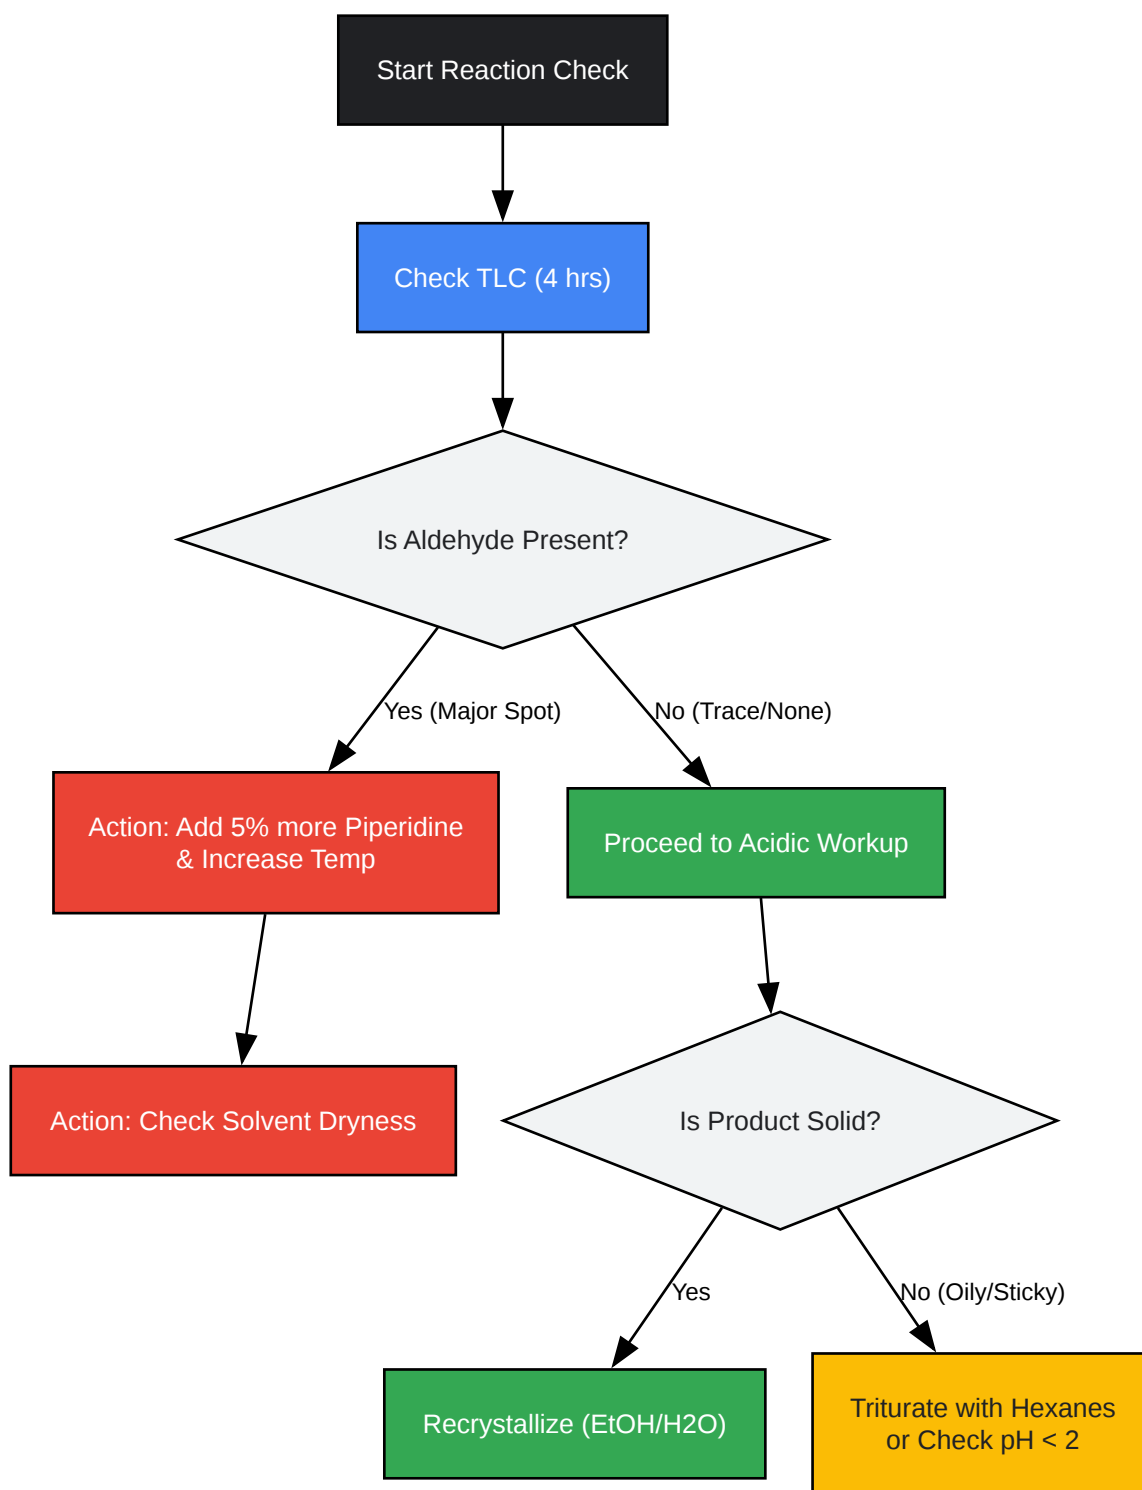 Start Reaction Check
Check TLC (4 hrs)
Is Aldehyde Present?
Yes (Major Spot)
No (Trace/None)
Action: Add 5% more Piperidine
& Increase Temp
Proceed to Acidic Workup
Action: Check Solvent Dryness
Is Product Solid?
Yes
No (Oily/Sticky)
Recrystallize (EtOH/H2O)
Triturate with Hexanes
or Check pH < 2